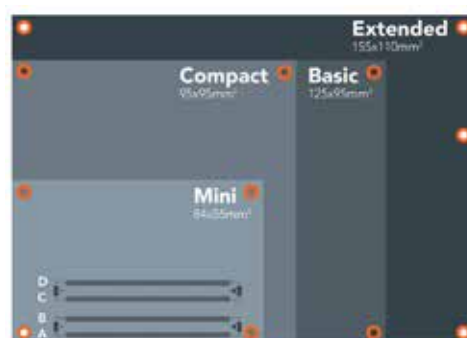 Extended
155x110mm²
Compact
95x95mm²
Basic
125x95mm²
Mini
84x55mm²
D
C
B
A